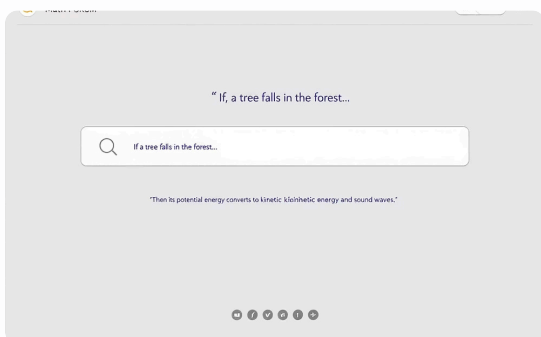 “ If, a tree falls in the forest...
If a tree falls in the forest...
"Then its potential energy converts to kinetic kloinhetic energy and sound waves."